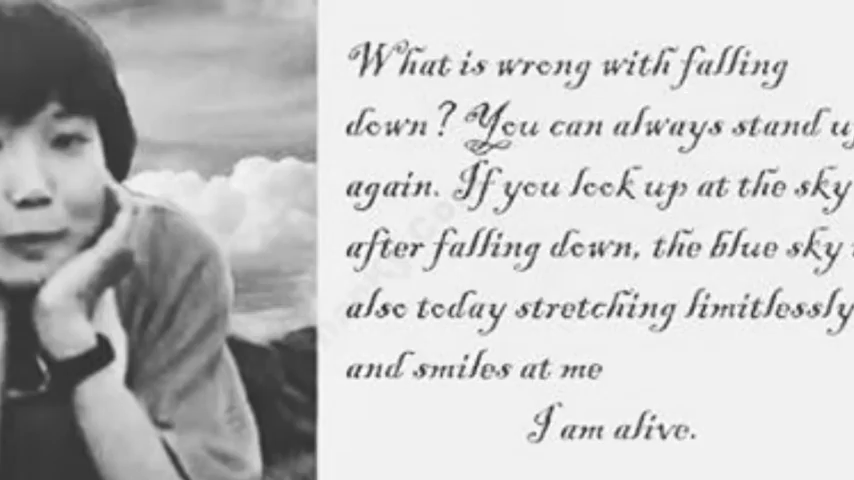 What is wrong with falling
down? You can always stand
again. If you look up at the sky
after falling down, the blue sky
also today stretching limitlessly
and smiles at me
I am alive.